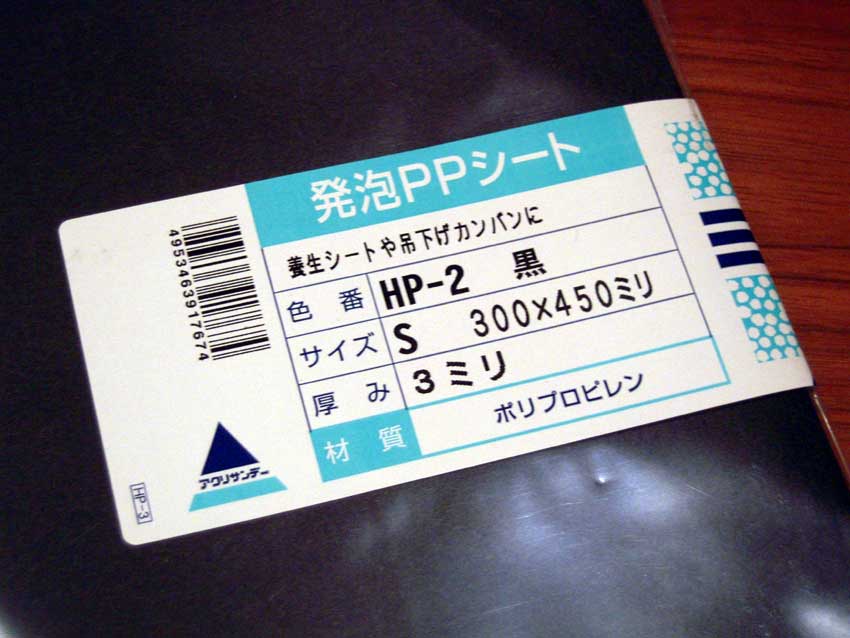 発泡PPシート
養生シートや吊下げカンバンに
色番 HP-2 黒
サイズ S 300×450ミリ
厚み 3ミリ
材質 ポリプロピレン
4953463917674
アクリサンデー
HP-3